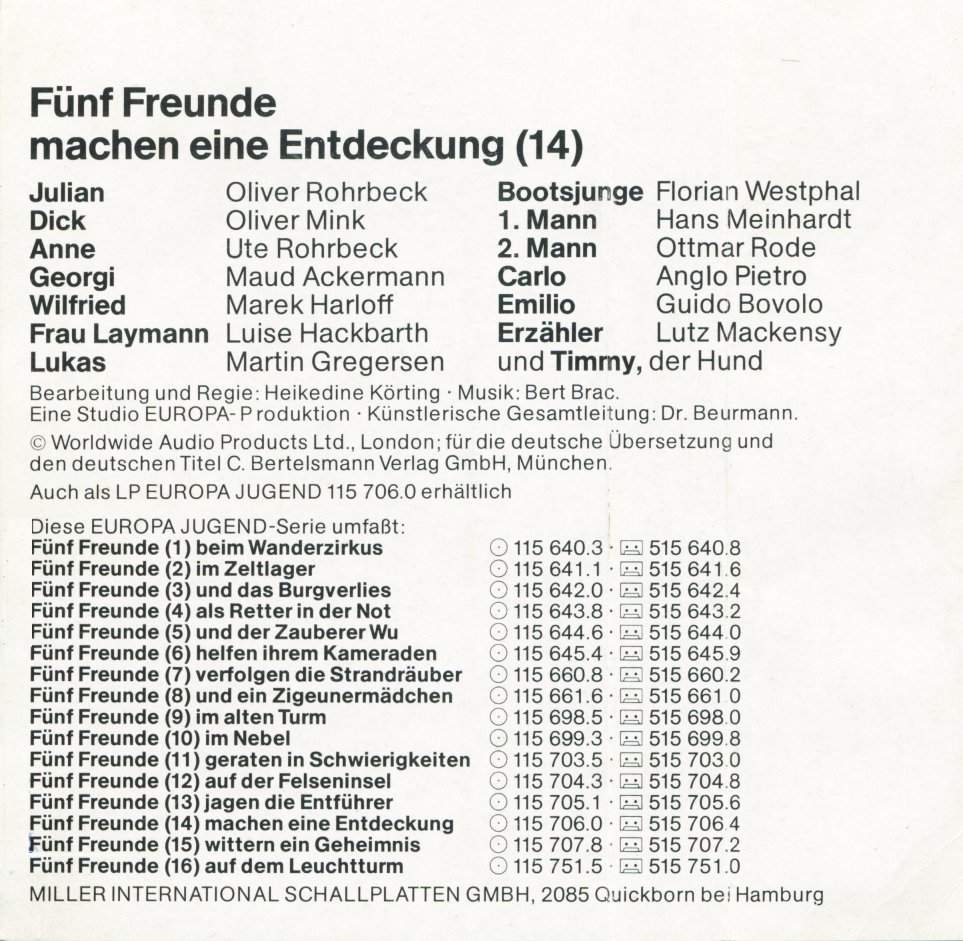 Fünf Freunde
machen eine Entdeckung (14)
Julian Oliver Rohrbeck
Dick Oliver Mink
Anne Ute Rohrbeck
Georgi Maud Ackermann
Wilfried Marek Harloff
Frau Laymann Luise Hackbarth
Lukas Martin Gregersen
Bootsjunge Florian Westphal
1. Mann Hans Meinhardt
2. Mann Ottmar Rode
Carlo Anglo Pietro
Emilio Guido Bovolo
Erzähler Lutz Mackensy
und Timmy, der Hund
Bearbeitung und Regie: Heikedine Körting · Musik: Bert Brac.
Eine Studio EUROPA-Produktion · Künstlerische Gesamtleitung: Dr. Beurmann.
© Worldwide Audio Products Ltd., London; für die deutsche Übersetzung und
den deutschen Titel C. Bertelsmann Verlag GmbH, München.
Auch als LP EUROPA JUGEND 115 706.0 erhältlich
Diese EUROPA JUGEND-Serie umfaßt:
Fünf Freunde (1) beim Wanderzirkus 115 640.3 · 515 640.8
Fünf Freunde (2) im Zeltlager 115 641.1 · 515 641.6
Fünf Freunde (3) und das Burgverlies 115 642.0 · 515 642.4
Fünf Freunde (4) als Retter in der Not 115 643.8 · 515 643.2
Fünf Freunde (5) und der Zauberer Wu 115 644.6 · 515 644.0
Fünf Freunde (6) helfen ihrem Kameraden 115 645.4 · 515 645.9
Fünf Freunde (7) verfolgen die Strandräuber 115 660.8 · 515 660.2
Fünf Freunde (8) und ein Zigeunermädchen 115 661.6 · 515 661.0
Fünf Freunde (9) im alten Turm 115 698.5 · 515 698.0
Fünf Freunde (10) im Nebel 115 699.3 · 515 699.8
Fünf Freunde (11) geraten in Schwierigkeiten 115 703.5 · 515 703.0
Fünf Freunde (12) auf der Felseninsel 115 704.3 · 515 704.8
Fünf Freunde (13) jagen die Entführer 115 705.1 · 515 705.6
Fünf Freunde (14) machen eine Entdeckung 115 706.0 · 515 706.4
Fünf Freunde (15) wittern ein Geheimnis 115 707.8 · 515 707.2
Fünf Freunde (16) auf dem Leuchtturm 115 751.5 · 515 751.0
MILLER INTERNATIONAL SCHALLPLATTEN GMBH, 2085 Quickborn bei Hamburg